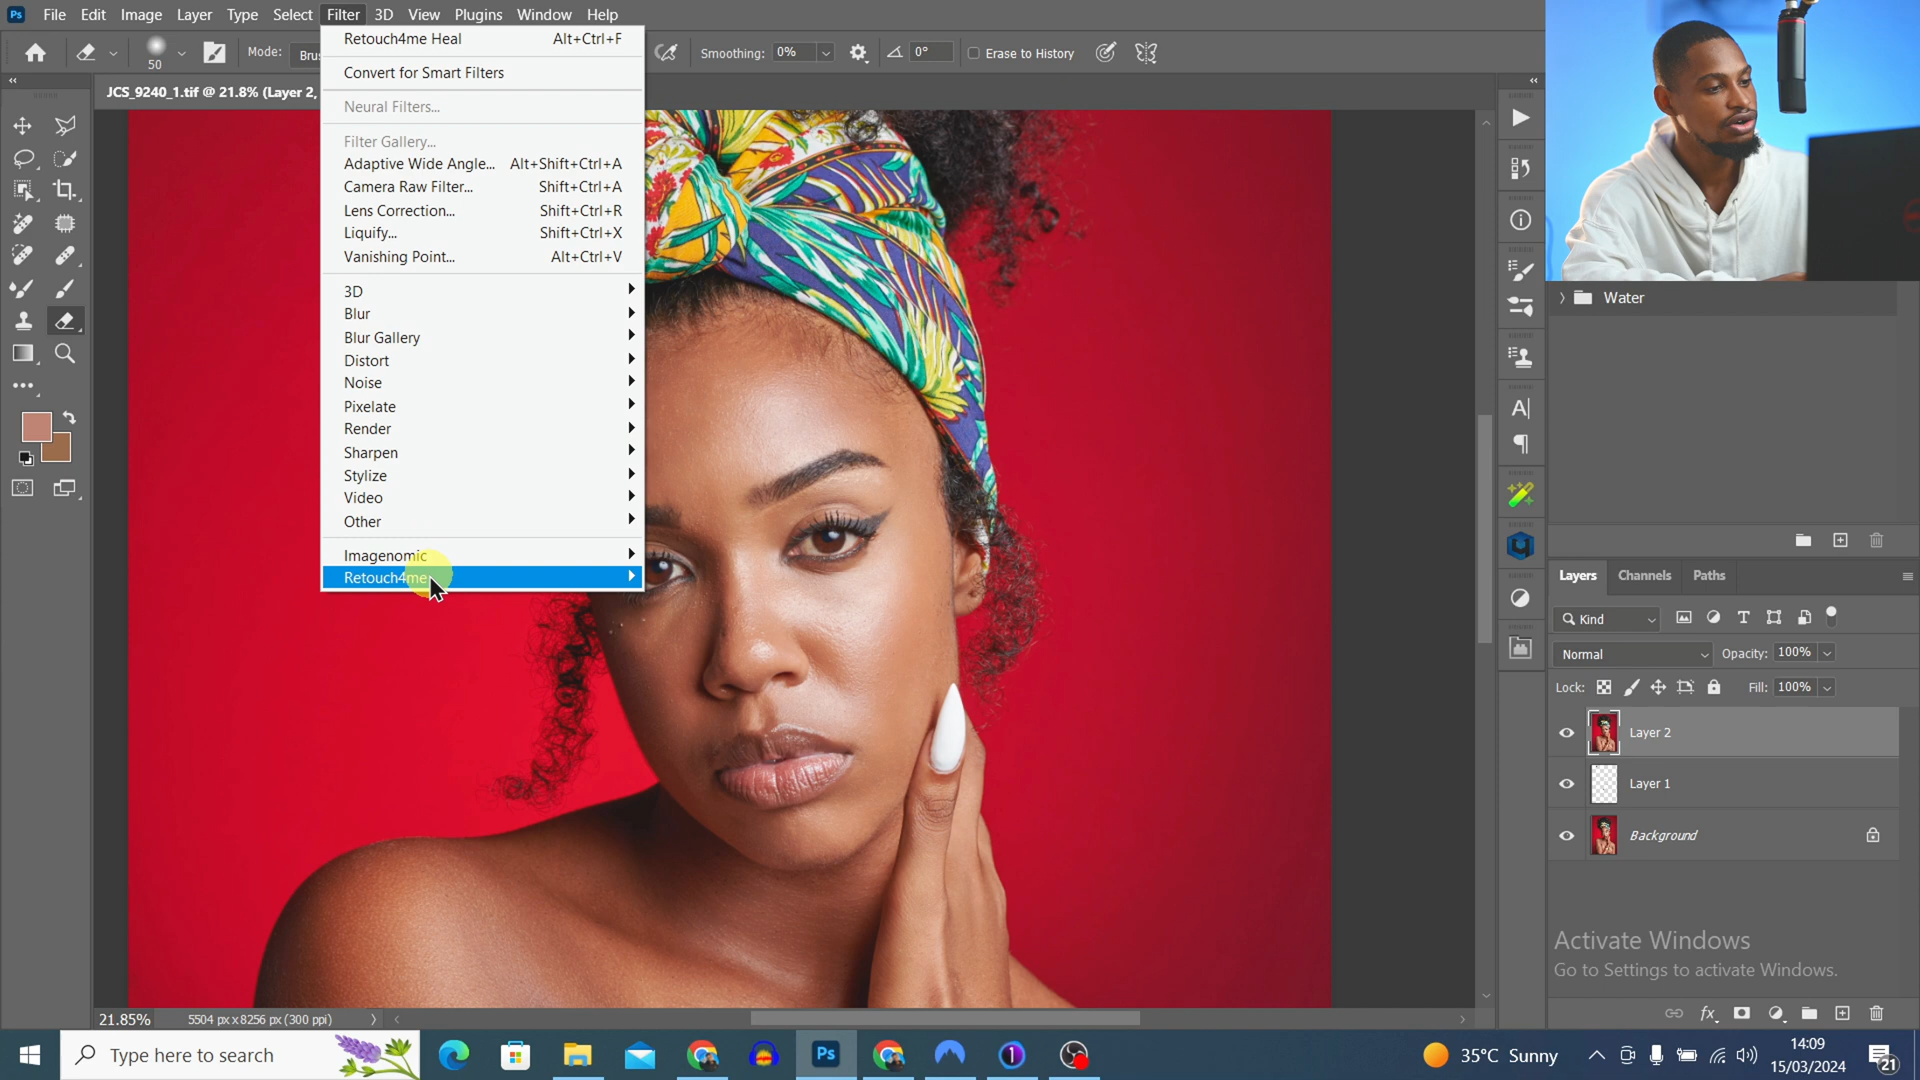 Ps File Edit Image Layer Type Select Filter 3D View Plugins Window Help
50 Mode: Smoothing: 0% 0° Erase to History
JCS_9240_1.tif @ 21.8% (Layer 2,
Retouch4me Heal Alt+Ctrl+F
Convert for Smart Filters
Neural Filters...
Filter Gallery...
Adaptive Wide Angle... Alt+Shift+Ctrl+A
Camera Raw Filter... Shift+Ctrl+A
Lens Correction... Shift+Ctrl+R
Liquify... Shift+Ctrl+X
Vanishing Point... Alt+Ctrl+V
3D
Blur
Blur Gallery
Distort
Noise
Pixelate
Render
Sharpen
Stylize
Video
Other
Imagenomic
Retouch4me
Water
Layers Channels Paths
Kind
Normal Opacity: 100%
Lock: Fill: 100%
Layer 2
Layer 1
Background
Activate Windows
Go to Settings to activate Windows.
21.85% 5504 px x 8256 px (300 ppi)
Type here to search
Ps
35°C Sunny
14:09
15/03/2024
21